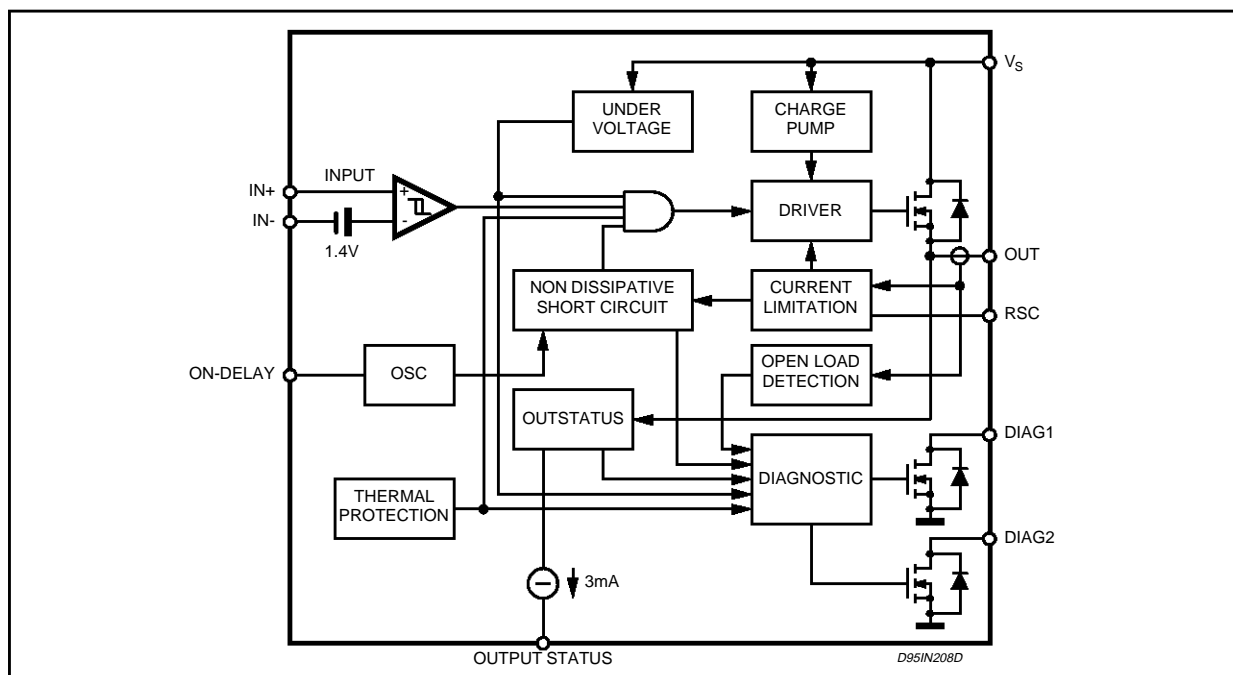 V_S
UNDER
VOLTAGE
CHARGE
PUMP
INPUT
IN+
IN-
+
-
1.4V
DRIVER
OUT
NON DISSIPATIVE
SHORT CIRCUIT
CURRENT
LIMITATION
RSC
ON-DELAY
OSC
OPEN LOAD
DETECTION
OUTSTATUS
DIAG1
DIAGNOSTIC
THERMAL
PROTECTION
DIAG2
3mA
OUTPUT STATUS
D95IN208D